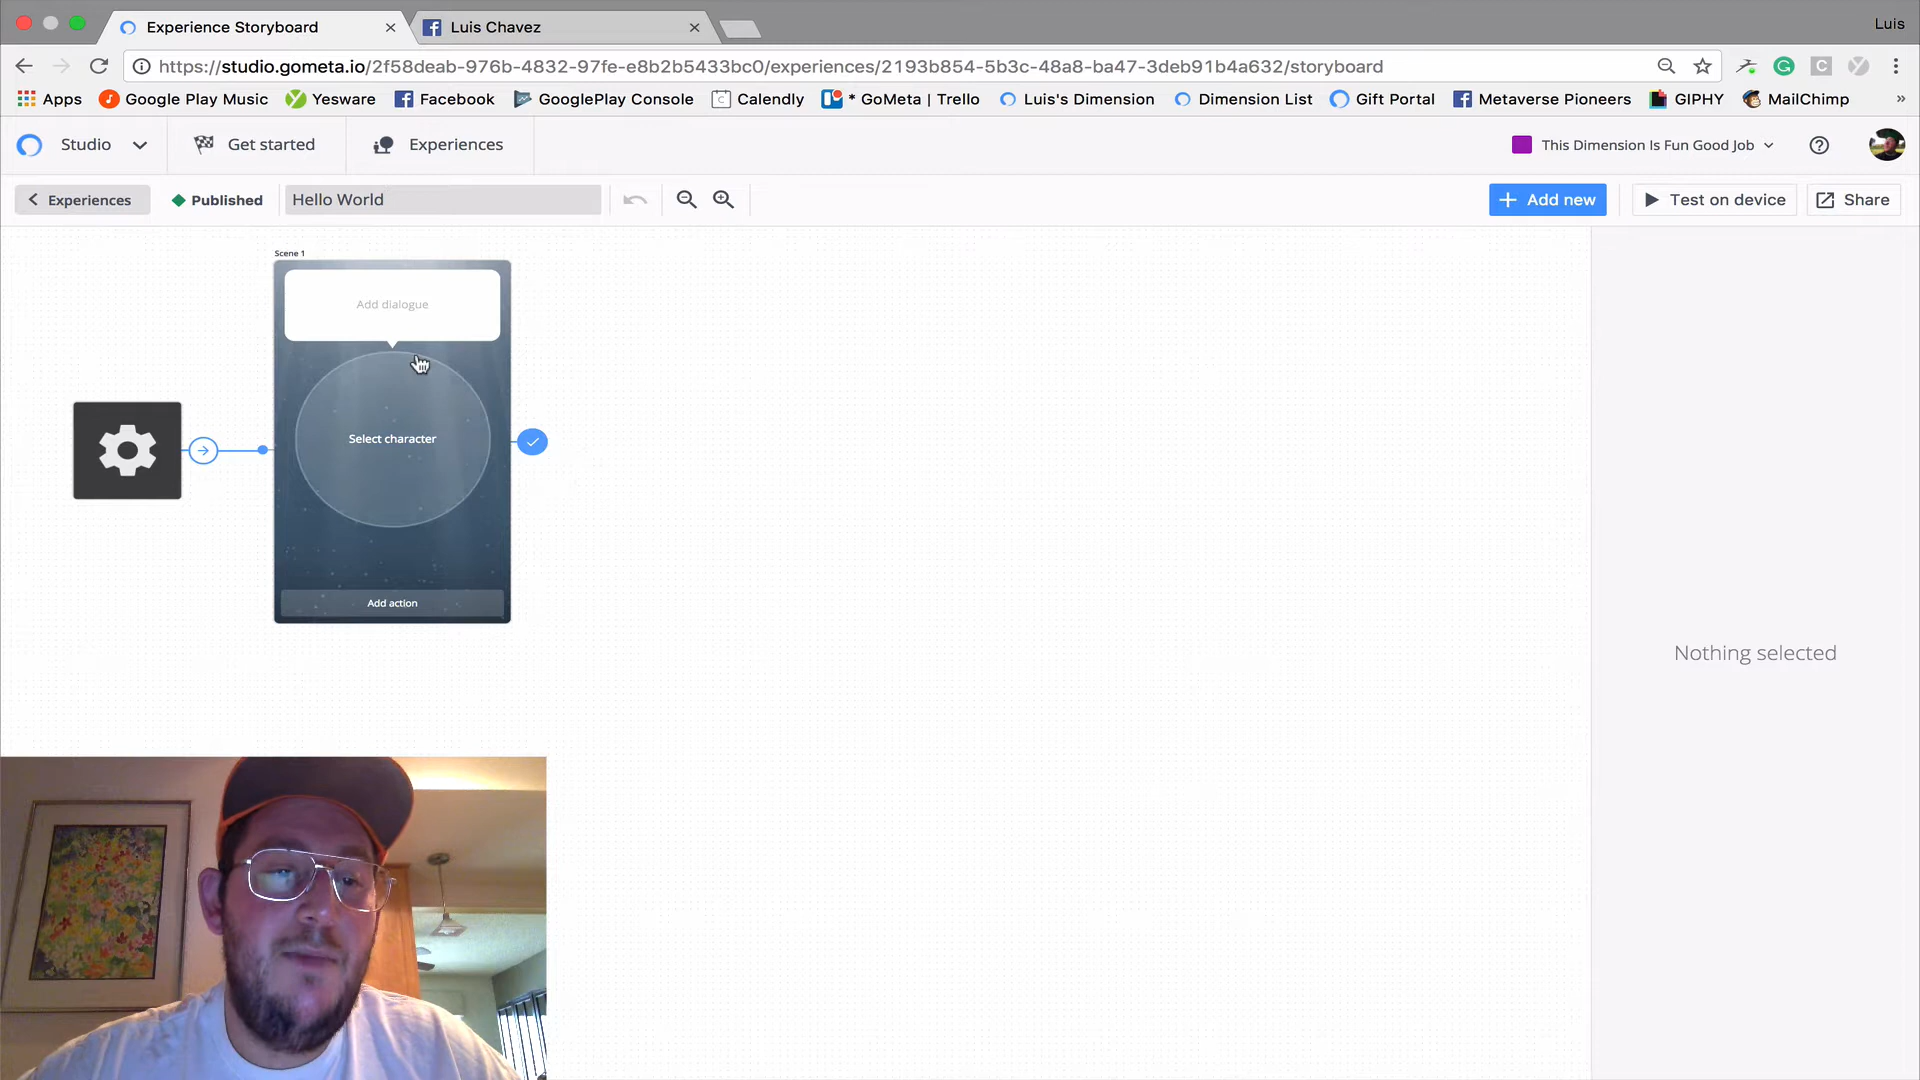 Experience Storyboard
Luis Chavez
Luis
https://studio.gometa.io/2f58deab-976b-4832-97fe-e8b2b5433bc0/experiences/2193b854-5b3c-48a8-ba47-3deb91b4a632/storyboard
Apps Google Play Music Yesware Facebook GooglePlay Console Calendly * GoMeta | Trello Luis's Dimension Dimension List Gift Portal Metaverse Pioneers GIPHY MailChimp »
Studio Get started Experiences This Dimension Is Fun Good Job
Experiences Published Hello World Add new Test on device Share
Scene 1
Add dialogue
Select character
Add action
Nothing selected